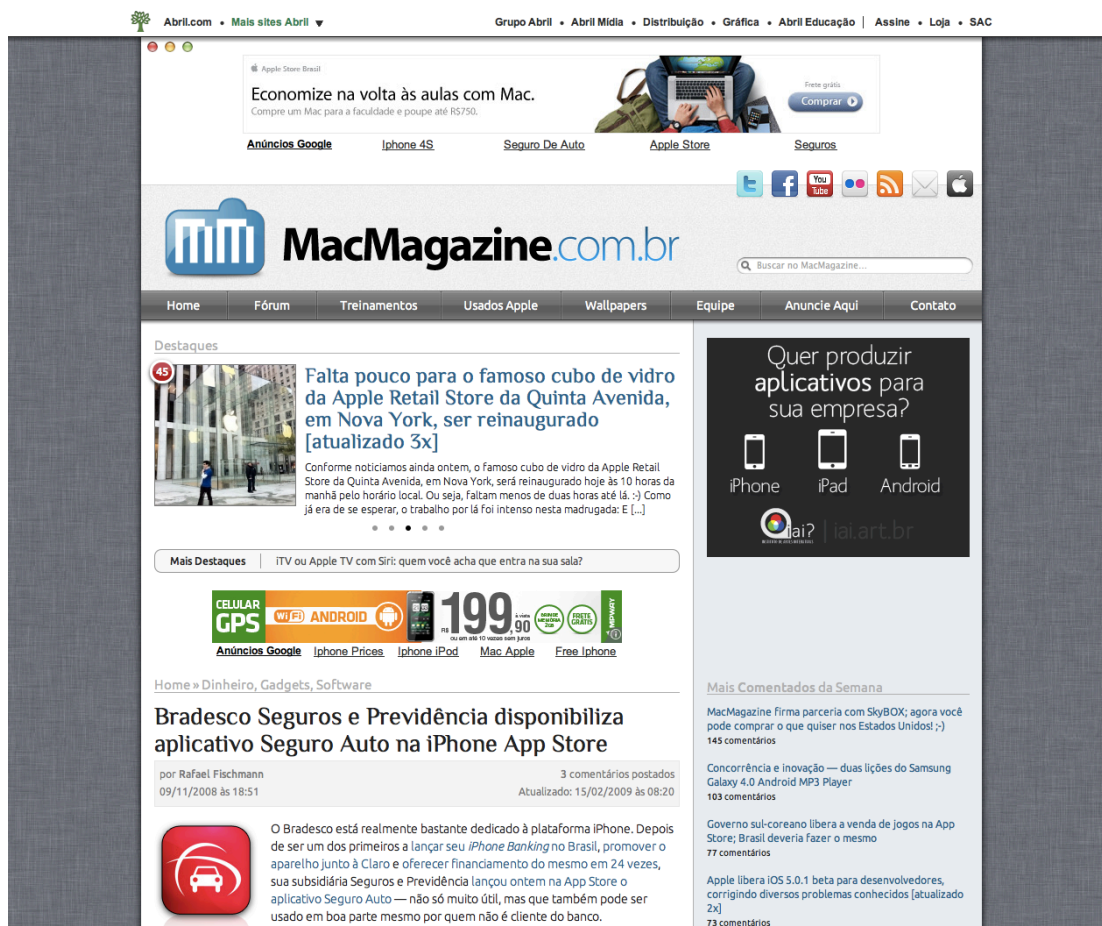 Abril.com • Mais sites Abril ▼
Grupo Abril • Abril Mídia • Distribuição • Gráfica • Abril Educação | Assine • Loja • SAC
Apple Store Brasil
Economize na volta às aulas com Mac.
Compre um Mac para a faculdade e poupe até R$750.
Frete grátis
Comprar
Anúncios Google Iphone 4S Seguro De Auto Apple Store Seguros
You
Tube
MacMagazine.com.br
Buscar no MacMagazine...
Home Fórum Treinamentos Usados Apple Wallpapers Equipe Anuncie Aqui Contato
Destaques
45
Falta pouco para o famoso cubo de vidro
da Apple Retail Store da Quinta Avenida,
em Nova York, ser reinaugurado
[atualizado 3x]
Conforme noticiamos ainda ontem, o famoso cubo de vidro da Apple Retail
Store da Quinta Avenida, em Nova York, será reinaugurado hoje às 10 horas da
manhã pelo horário local. Ou seja, faltam menos de duas horas até lá. :-) Como
já era de se esperar, o trabalho por lá foi intenso nesta madrugada: E [...]
Mais Destaques iTV ou Apple TV com Siri: quem você acha que entra na sua sala?
CELULAR
GPS
WiFi ANDROID
R$ 199,90
à vista
ou em até 10 vezes sem juros
FRETE
GRÁTIS
MPWAY
Anúncios Google Iphone Prices Iphone iPod Mac Apple Free Iphone
Home » Dinheiro, Gadgets, Software
Bradesco Seguros e Previdência disponibiliza
aplicativo Seguro Auto na iPhone App Store
por Rafael Fischmann
3 comentários postados
09/11/2008 às 18:51
Atualizado: 15/02/2009 às 08:20
O Bradesco está realmente bastante dedicado à plataforma iPhone. Depois
de ser um dos primeiros a lançar seu iPhone Banking no Brasil, promover o
aparelho junto à Claro e oferecer financiamento do mesmo em 24 vezes,
sua subsidiária Seguros e Previdência lançou ontem na App Store o
aplicativo Seguro Auto — não só muito útil, mas que também pode ser
usado em boa parte mesmo por quem não é cliente do banco.
Quer produzir
aplicativos para
sua empresa?
iPhone iPad Android
iai? | iai.art.br
Mais Comentados da Semana
MacMagazine firma parceria com SkyBOX; agora você
pode comprar o que quiser nos Estados Unidos! ;-)
145 comentários
Concorrência e inovação — duas lições do Samsung
Galaxy 4.0 Android MP3 Player
103 comentários
Governo sul-coreano libera a venda de jogos na App
Store; Brasil deveria fazer o mesmo
77 comentários
Apple libera iOS 5.0.1 beta para desenvolvedores,
corrigindo diversos problemas conhecidos [atualizado
2x]
73 comentários